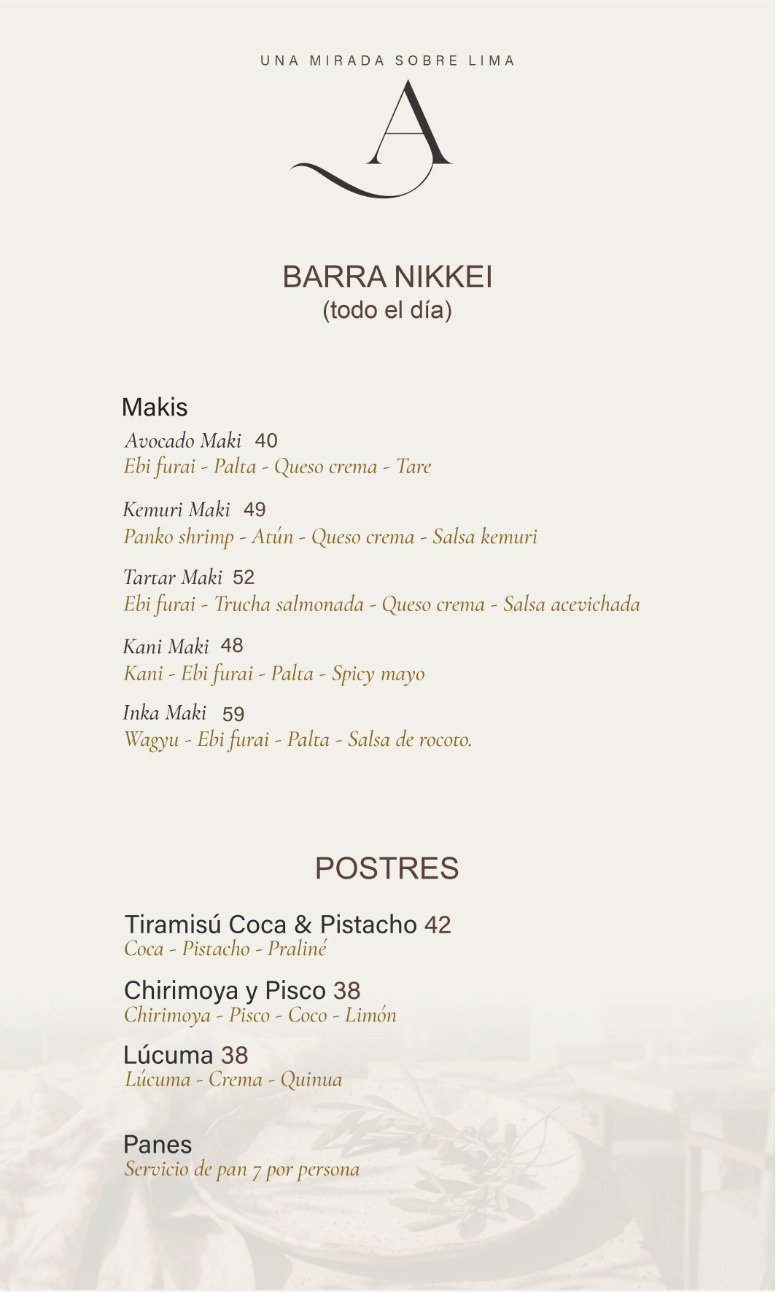 UNA MIRADA SOBRE LIMA
A
BARRA NIKKEI
(todo el día)
Makis
Avocado Maki 40
Ebi furai - Palta - Queso crema - Tare
Kemuri Maki 49
Panko shrimp - Atún - Queso crema - Salsa kemuri
Tartar Maki 52
Ebi furai - Trucha salmonada - Queso crema - Salsa acevichada
Kani Maki 48
Kani - Ebi furai - Palta - Spicy mayo
Inka Maki 59
Wagyu - Ebi furai - Palta - Salsa de rocoto.
POSTRES
Tiramisú Coca & Pistacho 42
Coca - Pistacho - Praliné
Chirimoya y Pisco 38
Chirimoya - Pisco - Coco - Limón
Lúcuma 38
Lúcuma - Crema - Quinua
Panes
Servicio de pan 7 por persona